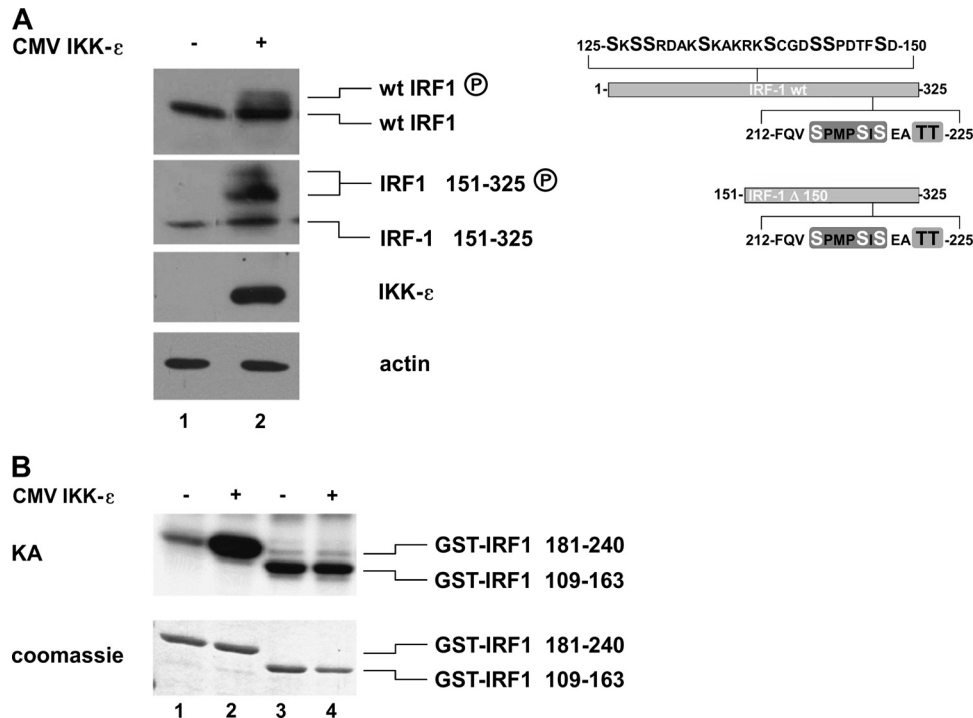 A
CMV IKK-ε - +
wt IRF1 Ⓟ
wt IRF1
IRF1 151-325 Ⓟ
IRF-1 151-325
IKK-ε
actin
1 2
125-SKSSRDAKSKAKRKSCGDSSPDTFSD-150
1- IRF-1 wt -325
212-FQV SPMPSIS EA TT -225
151- IRF-1 Δ 150 -325
212-FQV SPMPSIS EA TT -225
B
CMV IKK-ε - + - +
KA
GST-IRF1 181-240
GST-IRF1 109-163
coomassie
GST-IRF1 181-240
GST-IRF1 109-163
1 2 3 4